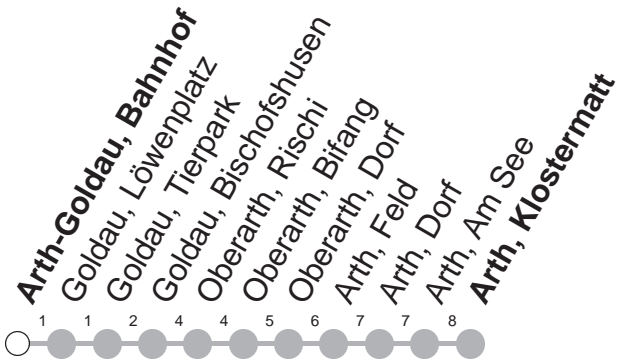 Arth-Goldau, Bahnhof
Goldau, Löwenplatz
Goldau, Tierpark
Goldau, Bischofshusen
Oberarth, Rischi
Oberarth, Bifang
Oberarth, Dorf
Arth, Feld
Arth, Dorf
Arth, Am See
Arth, Klostermatt
1 1 2 4 4 5 6 7 7 8